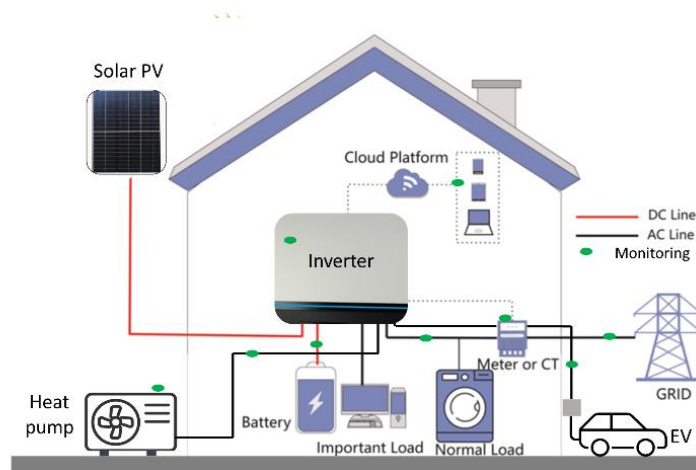 Solar PV
Cloud Platform
DC Line
AC Line
Monitoring
Inverter
Meter or CT
GRID
Heat
pump
Battery
Important Load
Normal Load
EV